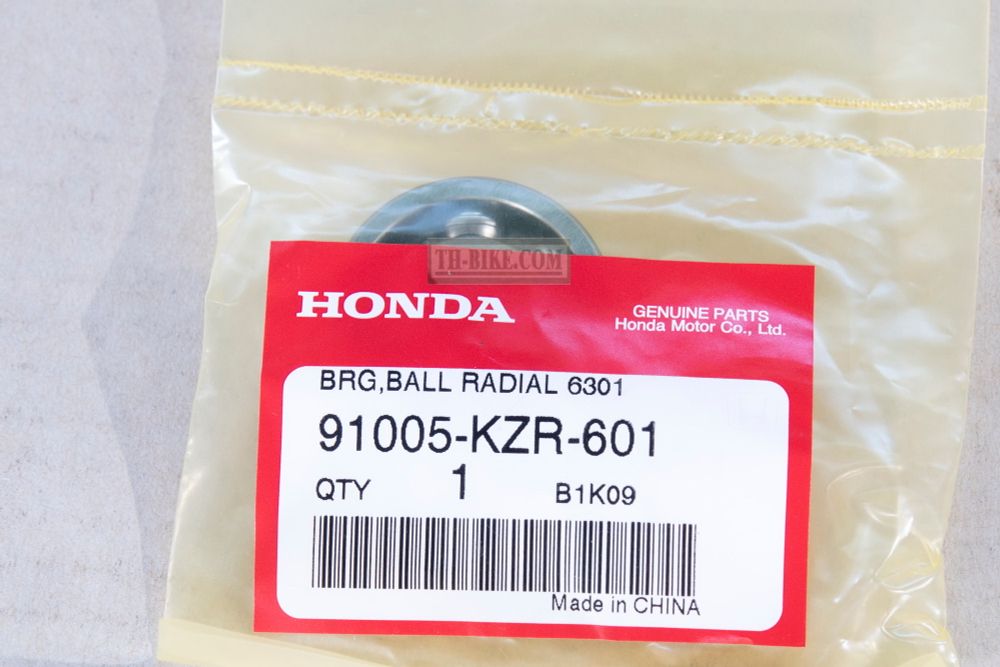 TH-BIKE.COM
HONDA
GENUINE PARTS
Honda Motor Co., Ltd.
BRG,BALL RADIAL 6301
91005-KZR-601
QTY 1 B1K09
Made in CHINA